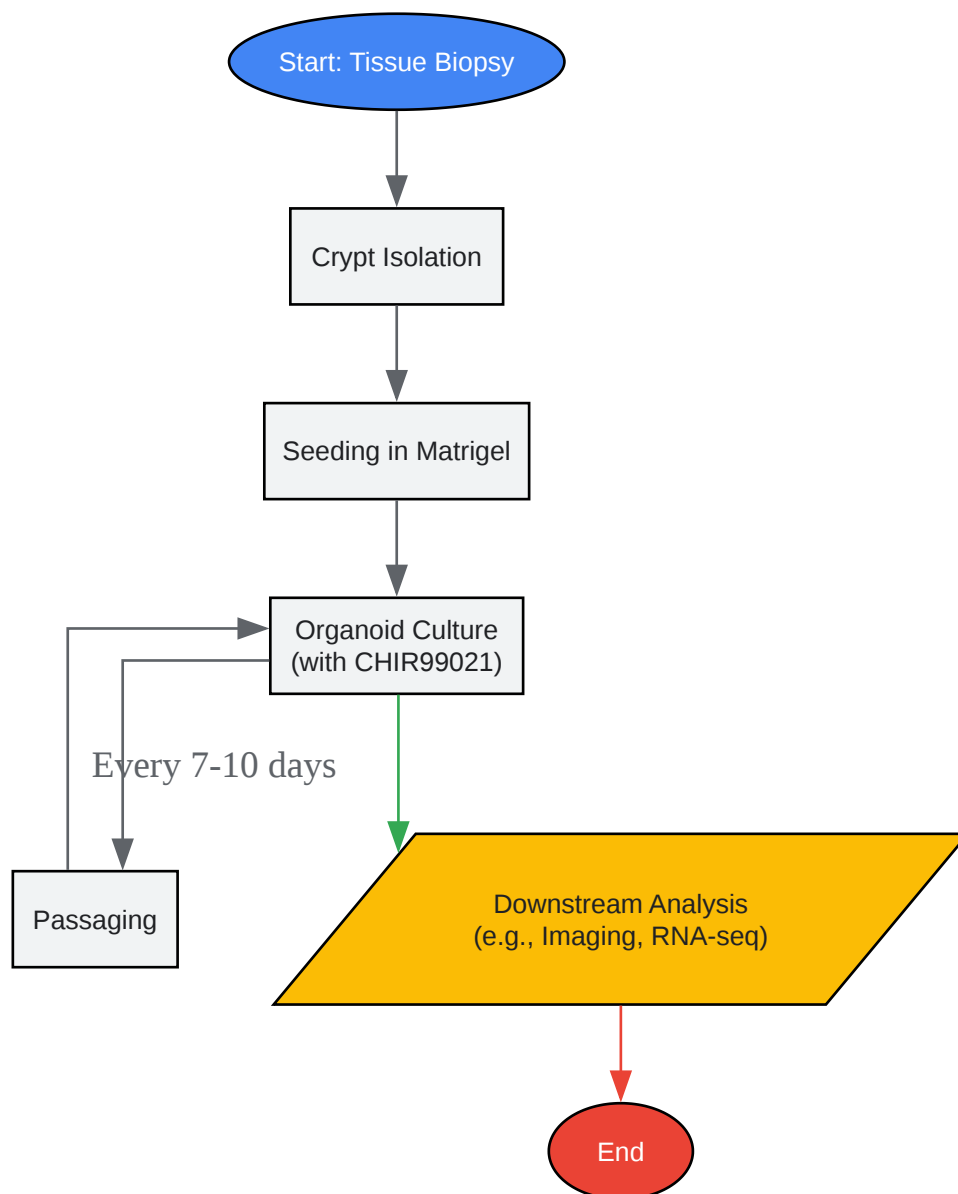 Start: Tissue Biopsy
Crypt Isolation
Seeding in Matrigel
Organoid Culture
(with CHIR99021)
Every 7-10 days
Passaging
Downstream Analysis
(e.g., Imaging, RNA-seq)
End